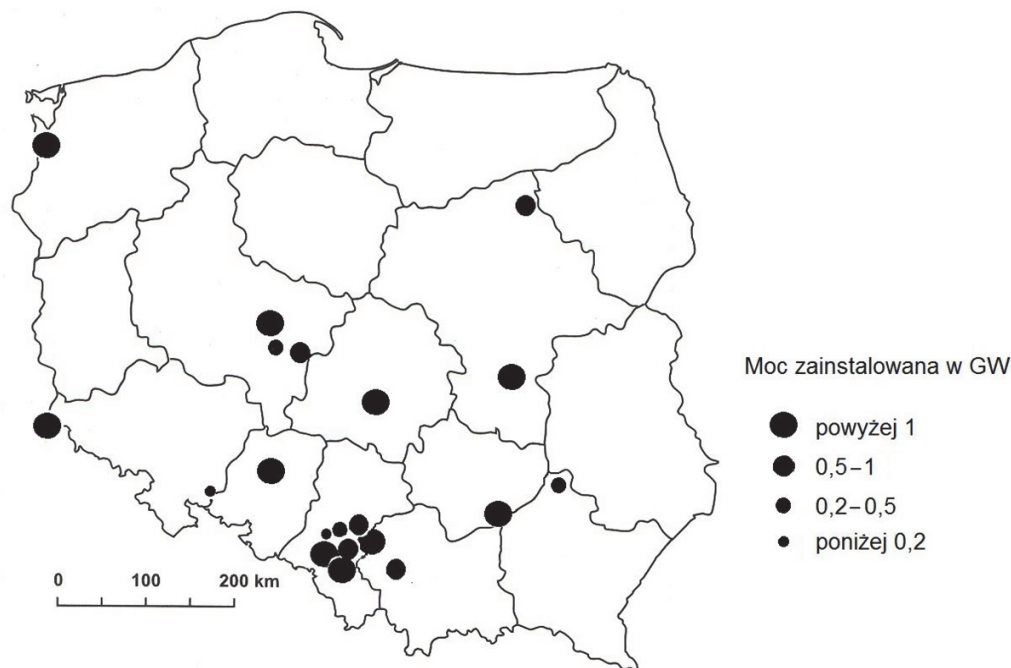 Moc zainstalowana w GW
powyżej 1
0,5–1
0,2–0,5
poniżej 0,2
0 100 200 km